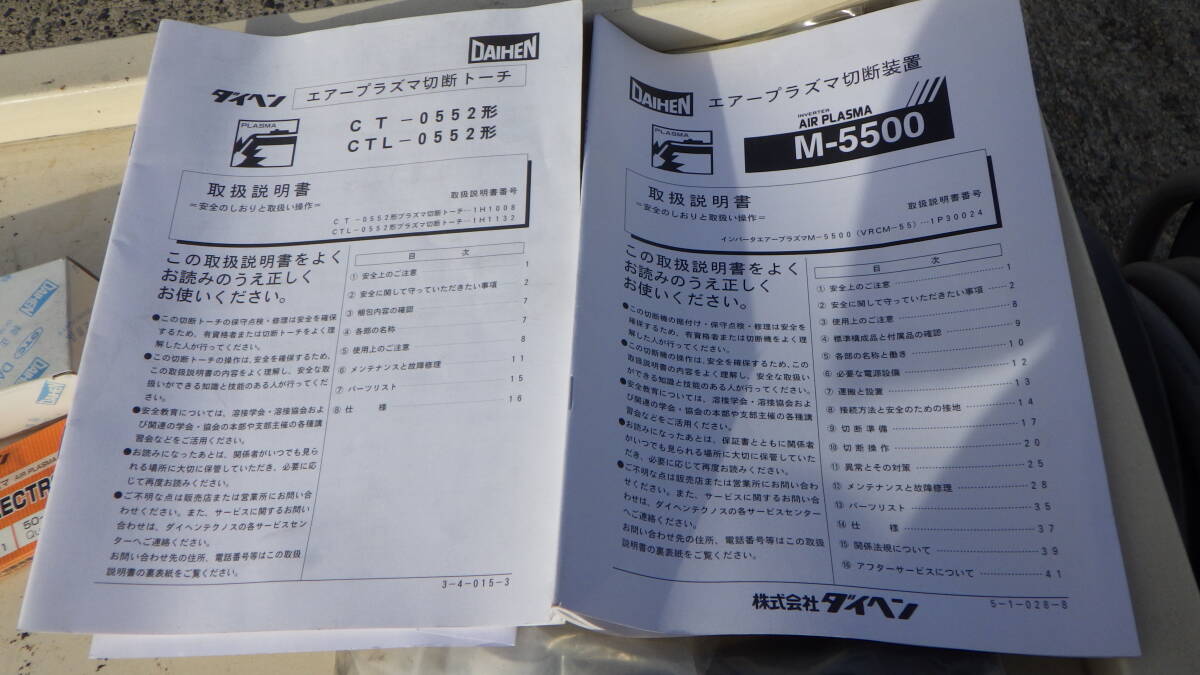 DAIHEN
ダイヘン
エアープラズマ切断トーチ
PLASMA
CT-0552形
CTL-0552形
取扱説明書
=安全のしおりと取扱い操作=
取扱説明書番号
CT-0552形プラズマ切断トーチ…1H1008
CTL-0552形プラズマ切断トーチ…1H1132
この取扱説明書をよく
お読みのうえ正しく
お使いください。
●この切断トーチの保守点検・修理は安全を確保
するため、有資格者または切断トーチをよく理
解した人が行ってください。
●この切断トーチの操作は、安全を確保するため、
この取扱説明書の内容をよく理解し、安全な取
扱いができる知識と技能のある人が行ってくだ
さい。
●安全教育については、溶接学会・溶接協会およ
び関連の学会・協会の本部や支部主催の各種講
習会などをご活用ください。
●お読みになったあとは、関係者がいつでも見ら
れる場所に大切に保管していただき、必要に応
じて再度お読みください。
●ご不明な点は販売店または営業所にお問い合
わせください。また、サービスに関するお問い
合わせは、ダイヘンテクノスの各サービスセン
ターへご連絡ください。
お問い合わせ先の住所、電話番号等はこの取扱
説明書の裏表紙をご覧ください。
目 次
① 安全上のご注意 1
② 安全に関して守っていただきたい事項 2
③ 梱包内容の確認 7
④ 各部の名称 7
⑤ 使用上のご注意 8
⑥ メンテナンスと故障修理 11
⑦ パーツリスト 15
⑧ 仕 様 16
3-4-015-3
DAIHEN
エアープラズマ切断装置
PLASMA
INVERTER
AIR PLASMA
M-5500
取扱説明書
=安全のしおりと取扱い操作=
取扱説明書番号
インバータエアープラズマM-5500(VRCM-55)…1P30024
この取扱説明書をよく
お読みのうえ正しく
お使いください。
●この切断機の据付け・保守点検・修理は安全を
確保するため、有資格者または切断機をよく理
解した人が行ってください。
●この切断機の操作は、安全を確保するため、この
取扱説明書の内容をよく理解し、安全な取扱い
ができる知識と技能のある人が行ってください。
●安全教育については、溶接学会・溶接協会およ
び関連の学会・協会の本部や支部主催の各種講
習会などをご活用ください。
●お読みになったあとは、保証書とともに関係者
がいつでも見られる場所に大切に保管していた
だき、必要に応じて再度お読みください。
●ご不明な点は販売店または営業所にお問い合わ
せください。また、サービスに関するお問い合
わせは、ダイヘンテクノスの各サービスセンター
へご連絡ください。
お問い合わせ先の住所、電話番号等はこの取扱
説明書の裏表紙をご覧ください。
目 次
① 安全上のご注意 1
② 安全に関して守っていただきたい事項 2
③ 使用上のご注意 8
④ 標準構成品と付属品の確認 9
⑤ 各部の名称と働き 10
⑥ 必要な電源設備 12
⑦ 運搬と設置 13
⑧ 接続方法と安全のための接地 14
⑨ 切断準備 17
⑩ 切断操作 20
⑪ 異常とその対策 25
⑫ メンテナンスと故障修理 28
⑬ パーツリスト 35
⑭ 仕 様 37
⑮ 関係法規について 39
⑯ アフターサービスについて 41
株式会社ダイヘン
5-1-028-8
DAIHEN
OTC
AIR PLASMA